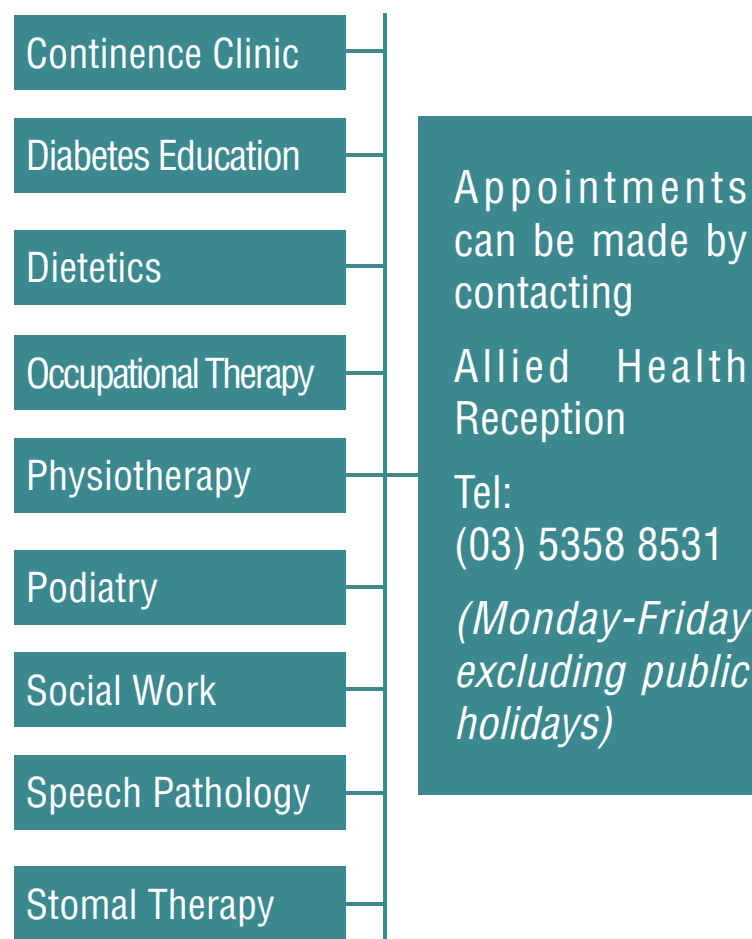 Continence Clinic
Diabetes Education
Dietetics
Occupational Therapy
Physiotherapy
Podiatry
Social Work
Speech Pathology
Stomal Therapy
Appointments
can be made by
contacting
Allied Health
Reception
Tel:
(03) 5358 8531
(Monday-Friday
excluding public
holidays)